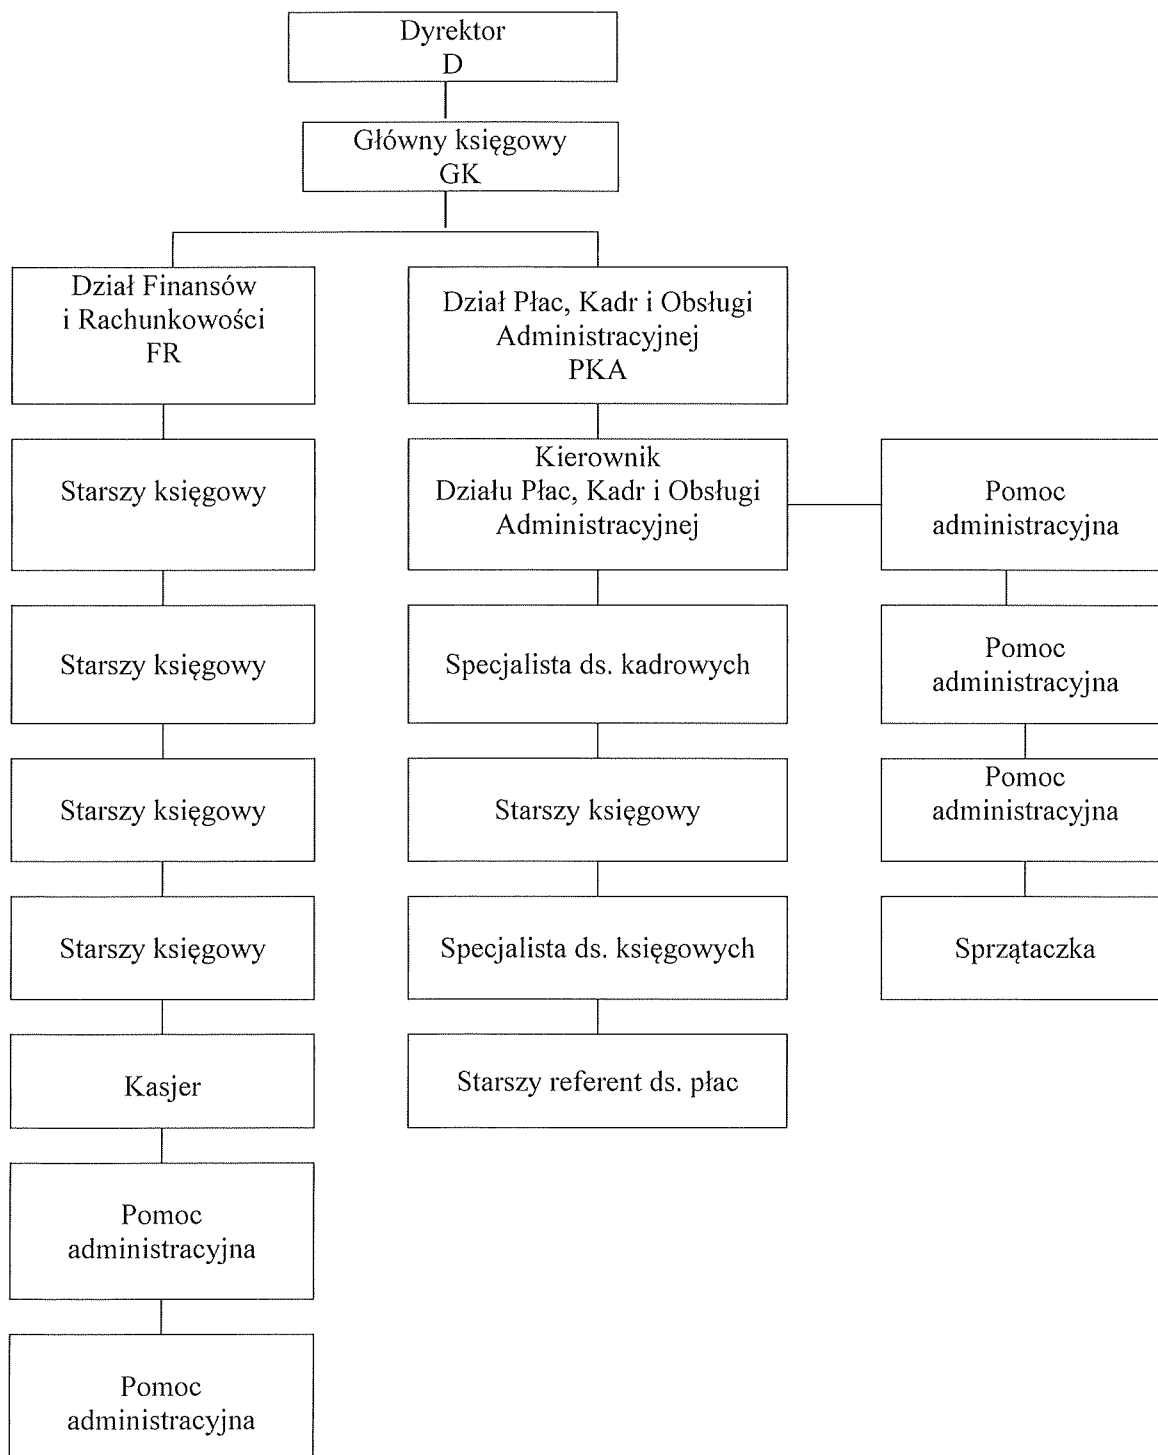 Dyrektor
D
Główny księgowy
GK
Dział Finansów
i Rachunkowości
FR
Dział Płac, Kadr i Obsługi
Administracyjnej
PKA
Starszy księgowy
Kierownik
Działu Płac, Kadr i Obsługi
Administracyjnej
Pomoc
administracyjna
Starszy księgowy
Specjalista ds. kadrowych
Pomoc
administracyjna
Starszy księgowy
Starszy księgowy
Pomoc
administracyjna
Starszy księgowy
Specjalista ds. księgowych
Sprzątaczka
Kasjer
Starszy referent ds. płac
Pomoc
administracyjna
Pomoc
administracyjna